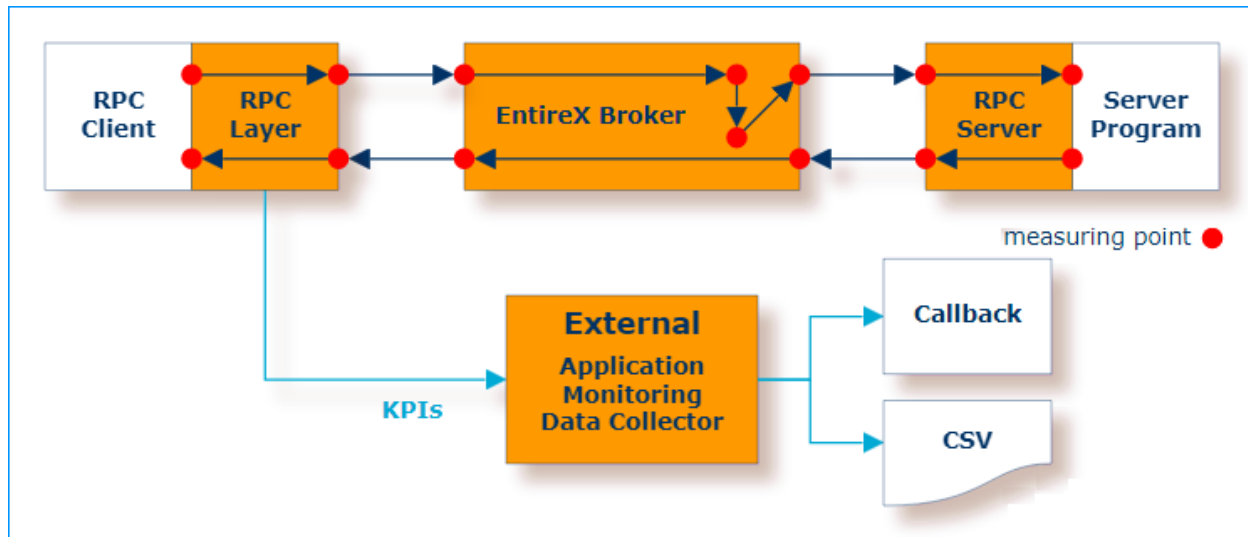 RPC
Client
RPC
Layer
EntireX Broker
RPC
Server
Server
Program
measuring point
External
Application
Monitoring
Data Collector
KPIs
Callback
CSV